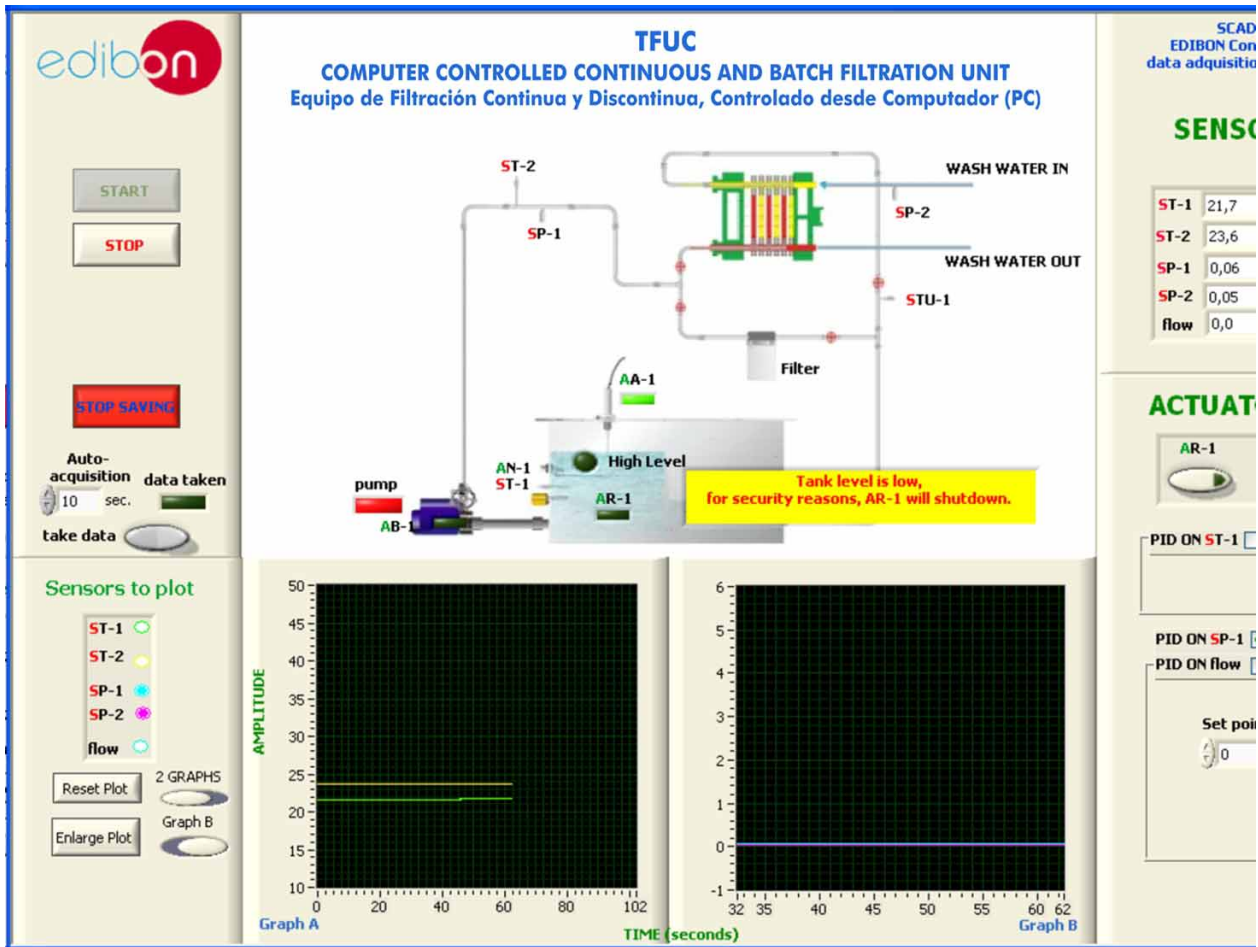 edibon
START
STOP
STOP SAVING
Auto-
acquisition
data taken
10 sec.
take data
TFUC
COMPUTER CONTROLLED CONTINUOUS AND BATCH FILTRATION UNIT
Equipo de Filtración Continua y Discontinua, Controlado desde Computador (PC)
ST-2
SP-1
WASH WATER IN
SP-2
WASH WATER OUT
STU-1
Filter
AA-1
High Level
AN-1
ST-1
AR-1
pump
AB-1
Tank level is low,
for security reasons, AR-1 will shutdown.
SCAD
EDIBON Con
data adquisitio
SENSO
ST-1 21,7
ST-2 23,6
SP-1 0,06
SP-2 0,05
flow 0,0
ACTUAT
AR-1
PID ON ST-1
PID ON SP-1
PID ON flow
Set poi
0
Sensors to plot
ST-1
ST-2
SP-1
SP-2
flow
Reset Plot
2 GRAPHS
Enlarge Plot
Graph B
AMPLITUDE
50
45
40
35
30
25
20
15
10
0 20 40 60 80 102
Graph A
TIME (seconds)
6
5
4
3
2
1
0
-1
32 35 40 45 50 55 60 62
Graph B